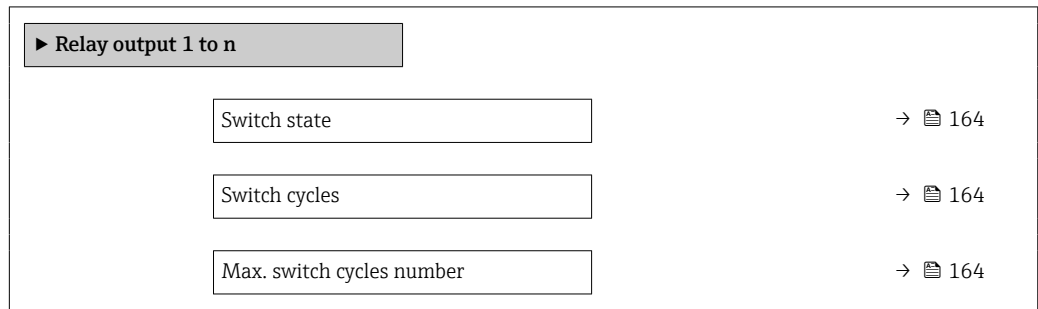 ▶ Relay output 1 to n
Switch state → 164
Switch cycles → 164
Max. switch cycles number → 164